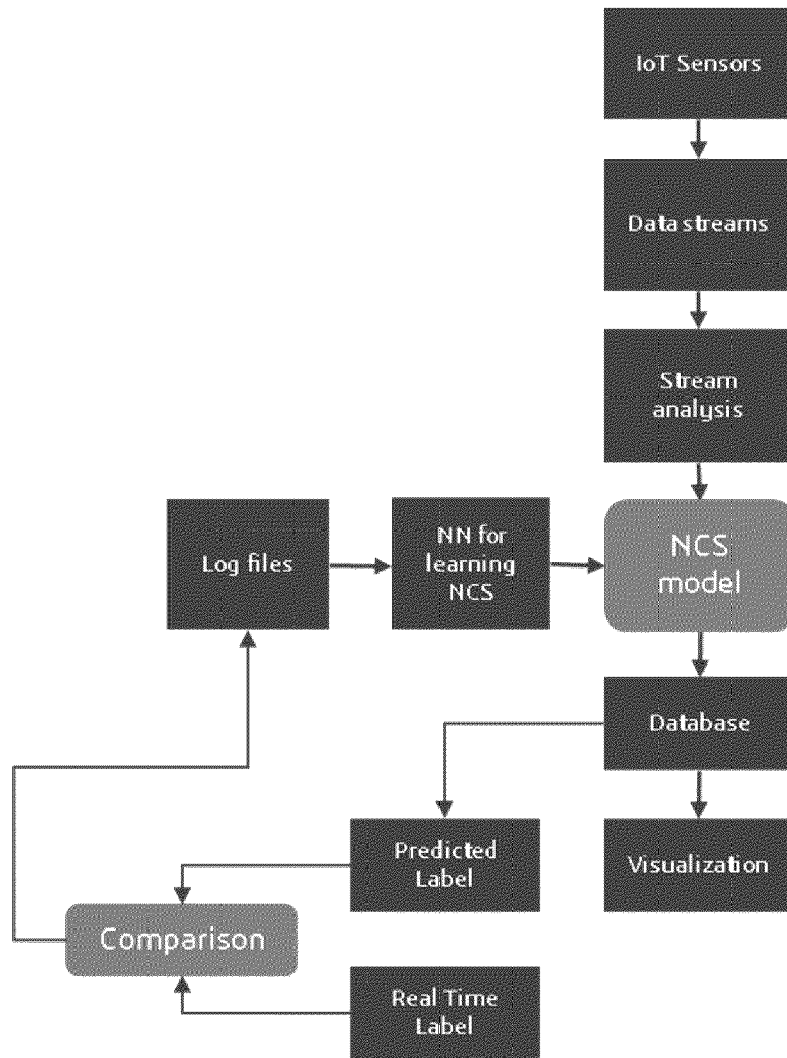 IoT Sensors
Data streams
Stream
analysis
Log files
NN for
learning
NCS
NCS
model
Database
Predicted
Label
Visualization
Comparison
Real Time
Label